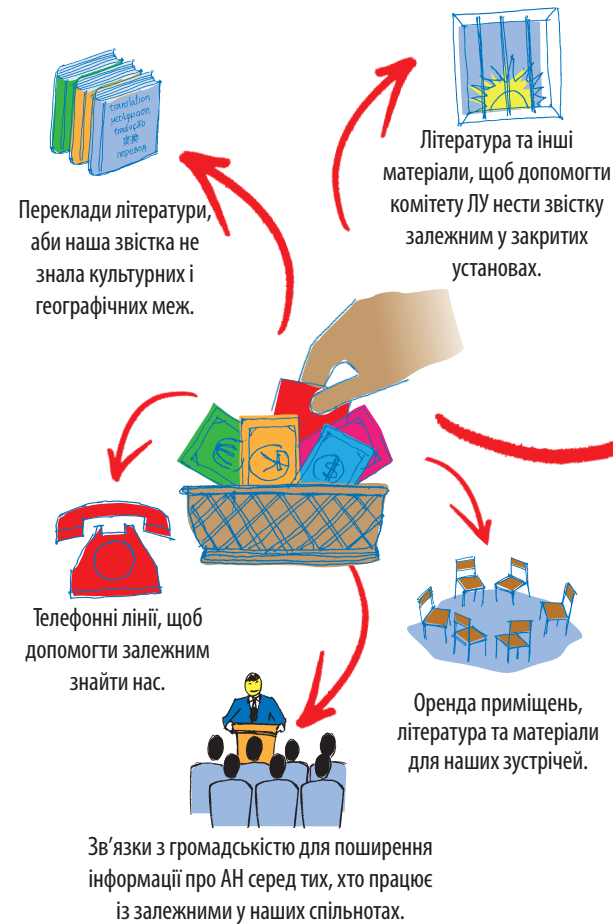 translation
tradução
перевод
Переклади літератури,
аби наша звістка не
знала культурних і
географічних меж.
Література та інші
матеріали, щоб допомогти
комітету ЛУ нести звістку
залежним у закритих
установах.
Телефонні лінії, щоб
допомогти залежним
знайти нас.
Оренда приміщень,
література та матеріали
для наших зустрічей.
Зв’язки з громадськістю для поширення
інформації про АН серед тих, хто працює
із залежними у наших спільнотах.